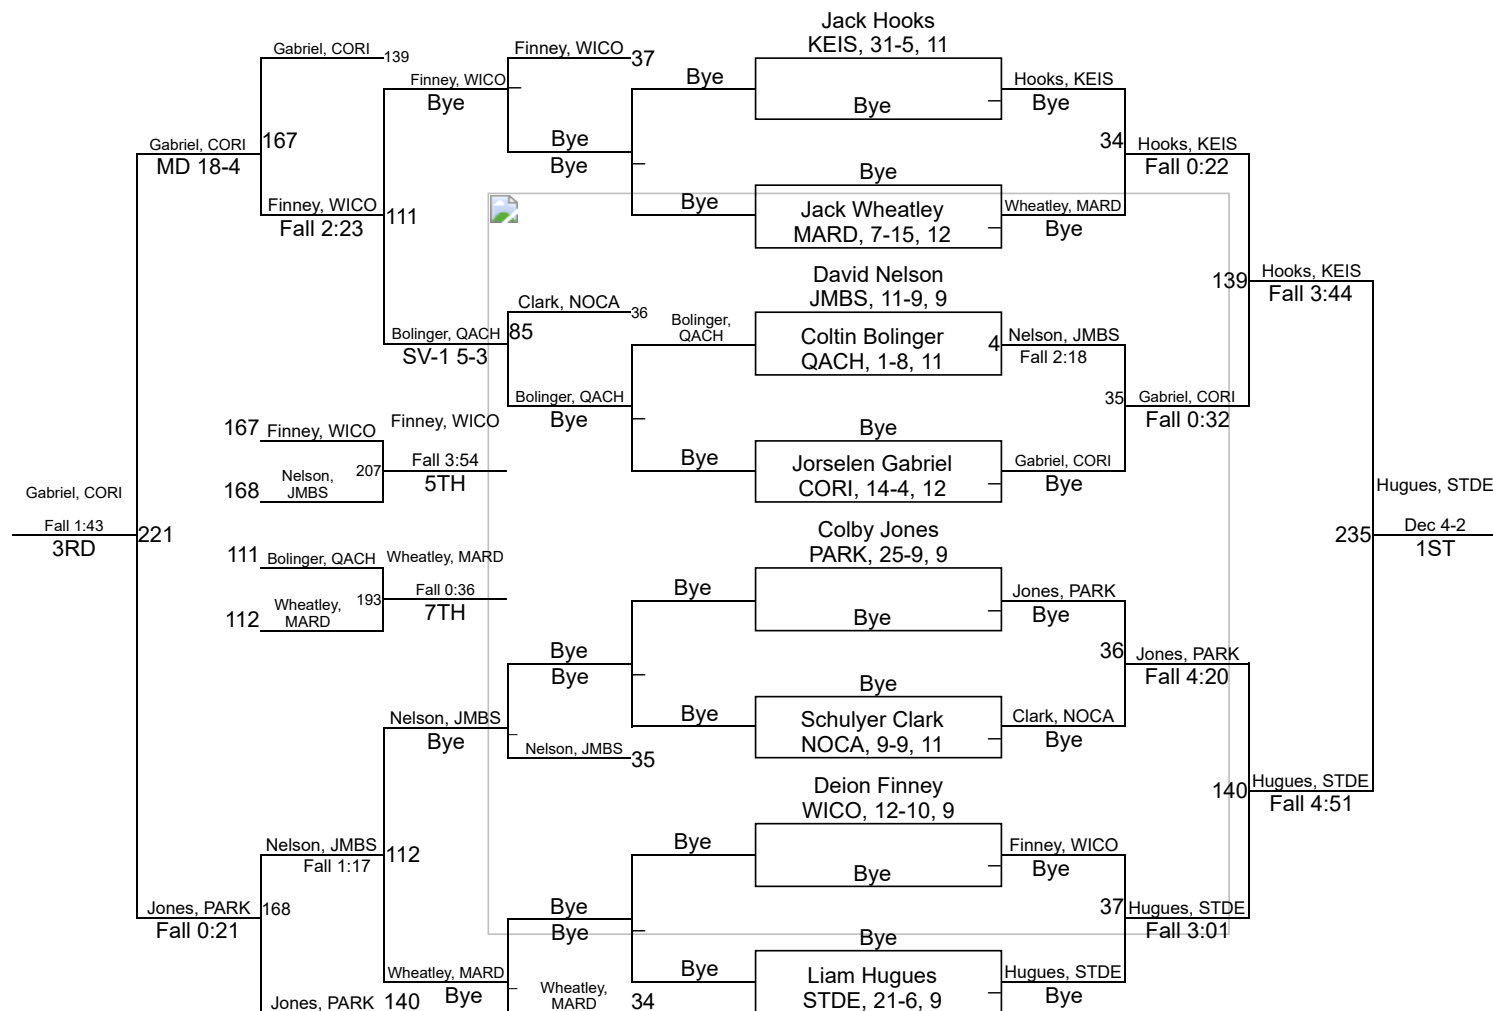 Jack Hooks
KEIS, 31-5, 11
Gabriel, CORI 139
Finney, WICO 37
Finney, WICO
Bye
Bye
Bye
Hooks, KEIS
Bye
Gabriel, CORI
MD 18-4
167
Bye
Bye
34
Hooks, KEIS
Fall 0:22
Bye
Finney, WICO
Fall 2:23
111
Bye
Jack Wheatley
MARD, 7-15, 12
Wheatley, MARD
Bye
David Nelson
JMBS, 11-9, 9
139
Hooks, KEIS
Fall 3:44
Clark, NOCA 36
Bolinger, QACH
SV-1 5-3
85
Bolinger,
QACH
Coltin Bolinger
QACH, 1-8, 11
4
Nelson, JMBS
Fall 2:18
Bolinger, QACH
Bye
35
Gabriel, CORI
Fall 0:32
167
Finney, WICO
Finney, WICO
Bye
Nelson,
JMBS
168
207
Fall 3:54
5TH
Bye
Jorselen Gabriel
CORI, 14-4, 12
Gabriel, CORI
Bye
Gabriel, CORI
Fall 1:43
3RD
221
Colby Jones
PARK, 25-9, 9
Hugues, STDE
235
Dec 4-2
1ST
111
Bolinger, QACH
Wheatley, MARD
112
Wheatley,
MARD
193
Fall 0:36
7TH
Bye
Bye
Jones, PARK
Bye
Bye
Bye
36
Jones, PARK
Fall 4:20
Bye
Nelson, JMBS
Bye
Bye
Schulyer Clark
NOCA, 9-9, 11
Clark, NOCA
Bye
Nelson, JMBS 35
Deion Finney
WICO, 12-10, 9
140
Hugues, STDE
Fall 4:51
Nelson, JMBS
Fall 1:17
112
Bye
Bye
Finney, WICO
Bye
Jones, PARK
Fall 0:21
168
Bye
Bye
37
Hugues, STDE
Fall 3:01
Bye
Jones, PARK 140
Wheatley, MARD
Bye
Wheatley,
MARD
34
Bye
Liam Hugues
STDE, 21-6, 9
Hugues, STDE
Bye